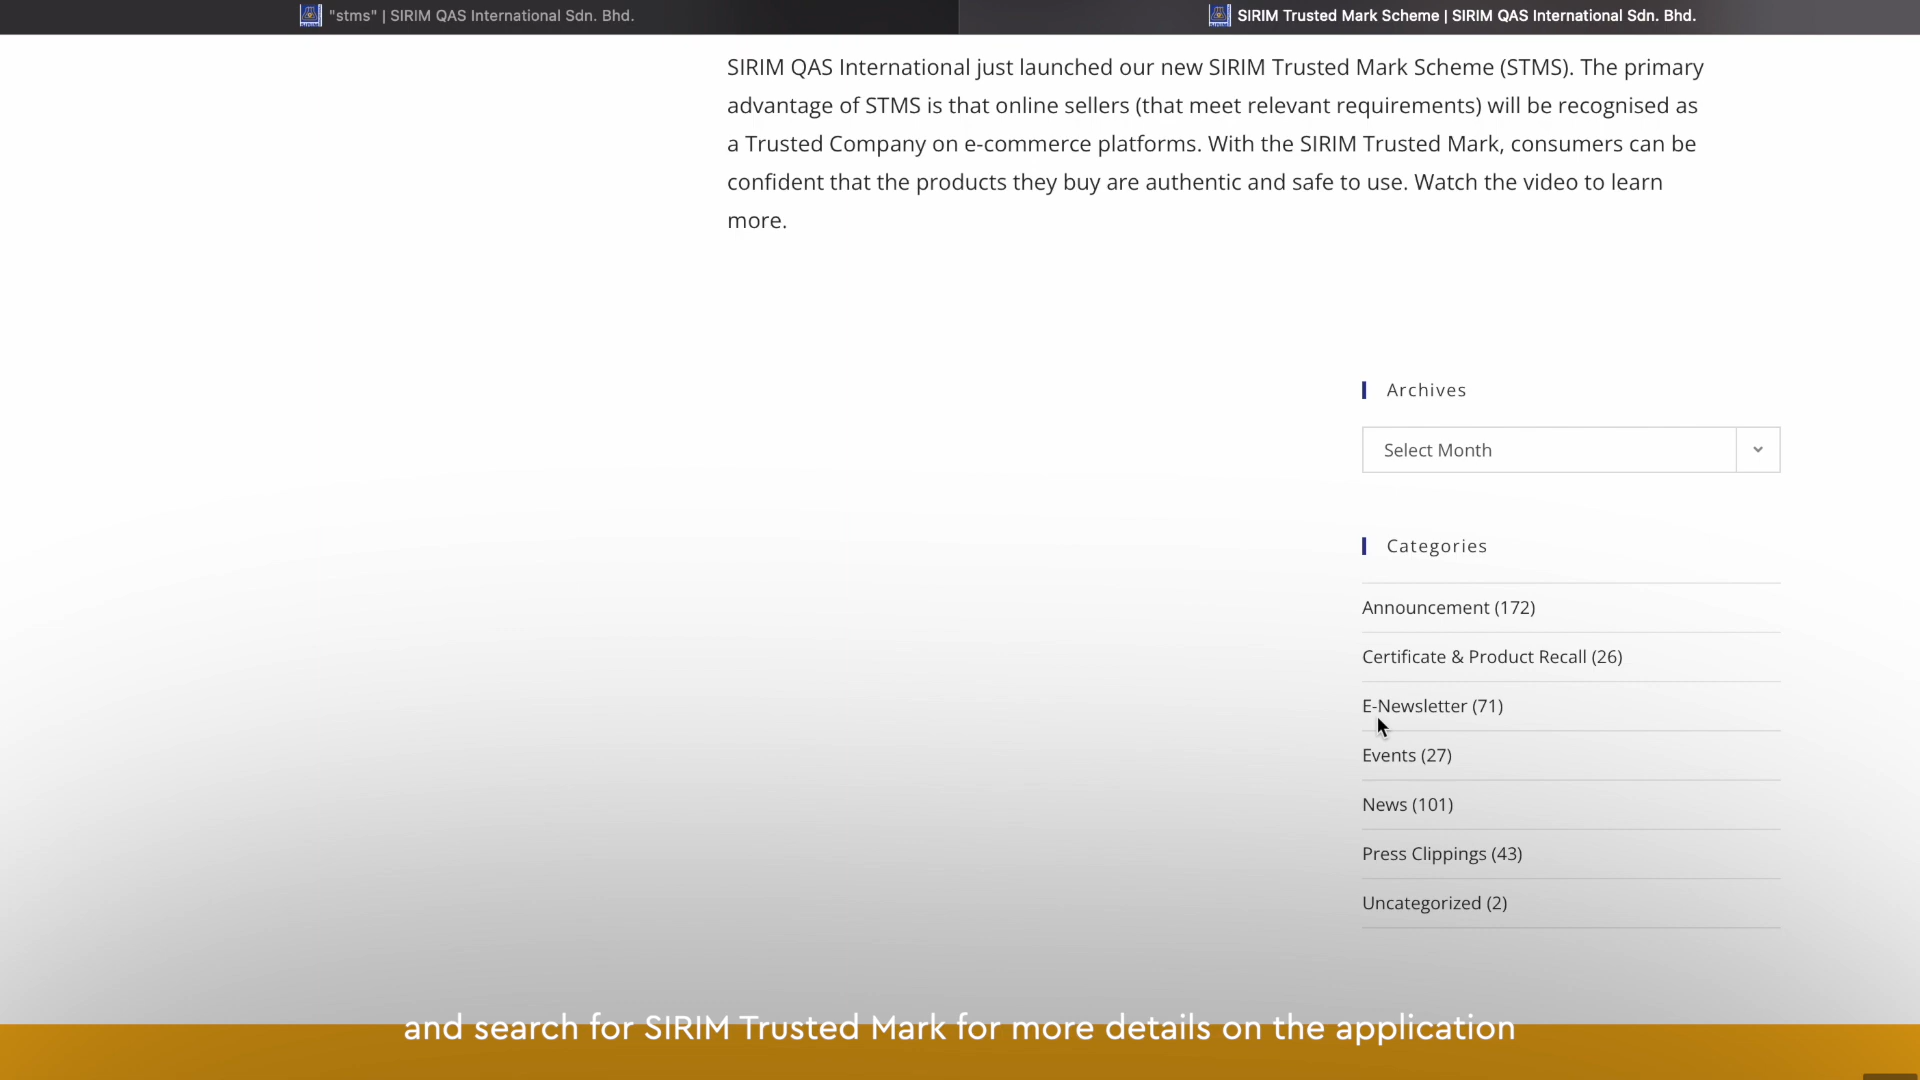 "stms" | SIRIM QAS International Sdn. Bhd.
SIRIM Trusted Mark Scheme | SIRIM QAS International Sdn. Bhd.
SIRIM QAS International just launched our new SIRIM Trusted Mark Scheme (STMS). The primary
advantage of STMS is that online sellers (that meet relevant requirements) will be recognised as
a Trusted Company on e-commerce platforms. With the SIRIM Trusted Mark, consumers can be
confident that the products they buy are authentic and safe to use. Watch the video to learn
more.
Archives
Select Month
Categories
Announcement (172)
Certificate & Product Recall (26)
E-Newsletter (71)
Events (27)
News (101)
Press Clippings (43)
Uncategorized (2)
and search for SIRIM Trusted Mark for more details on the application